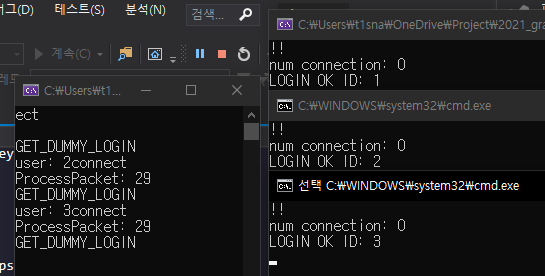 테스트 분석(N)
검색...
계속(C)
C:₩Users₩t1...
ect
GET_DUMMY_LOGIN
user: 2connect
ProcessPacket: 29
GET_DUMMY_LOGIN
user: 3connect
ProcessPacket: 29
GET_DUMMY_LOGIN
C:₩Users₩t1sna₩OneDrive₩Project₩2021_gra
!!
num connection: 0
LOGIN OK ID: 1
C:₩WINDOWS₩system32₩cmd.exe
!!
num connection: 0
LOGIN OK ID: 2
선택 C:₩WINDOWS₩system32₩cmd.exe
!!
num connection: 0
LOGIN OK ID: 3